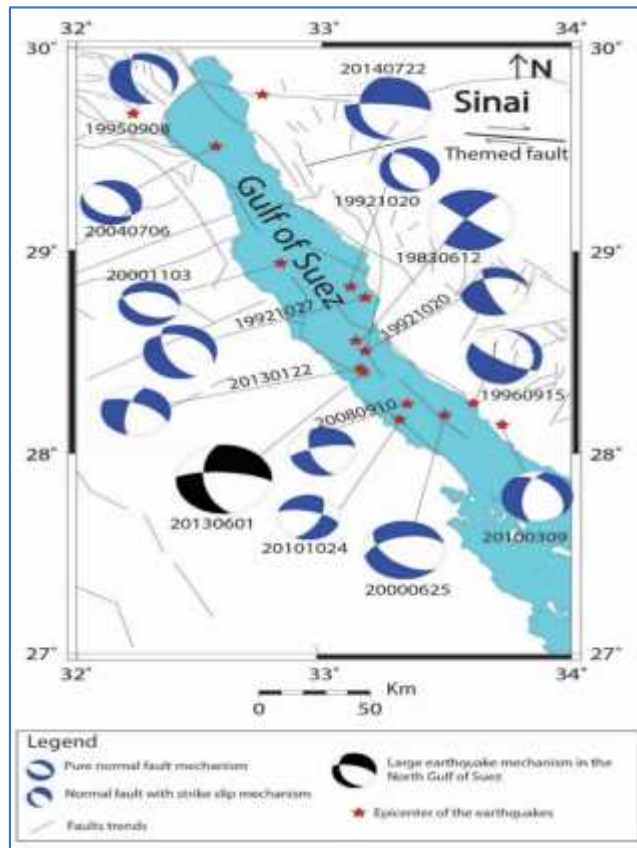 32° 33° 34°
30° 30°
20140722
N
Sinai
19950908
Themed fault
Gulf of Suez
19921020
20040706
29° 29°
19830612
20001103
19921027
19921020
20130122
19960915
20080910
28° 28°
20130601
20101024
20100309
20000625
27° 27°
32° 33° 34°
Km
0 50
Legend
Pure normal fault mechanism
Large earthquake mechanism in the
North Gulf of Suez
Normal fault with strike slip mechanism
Epicenter of the earthquakes
Faults trends